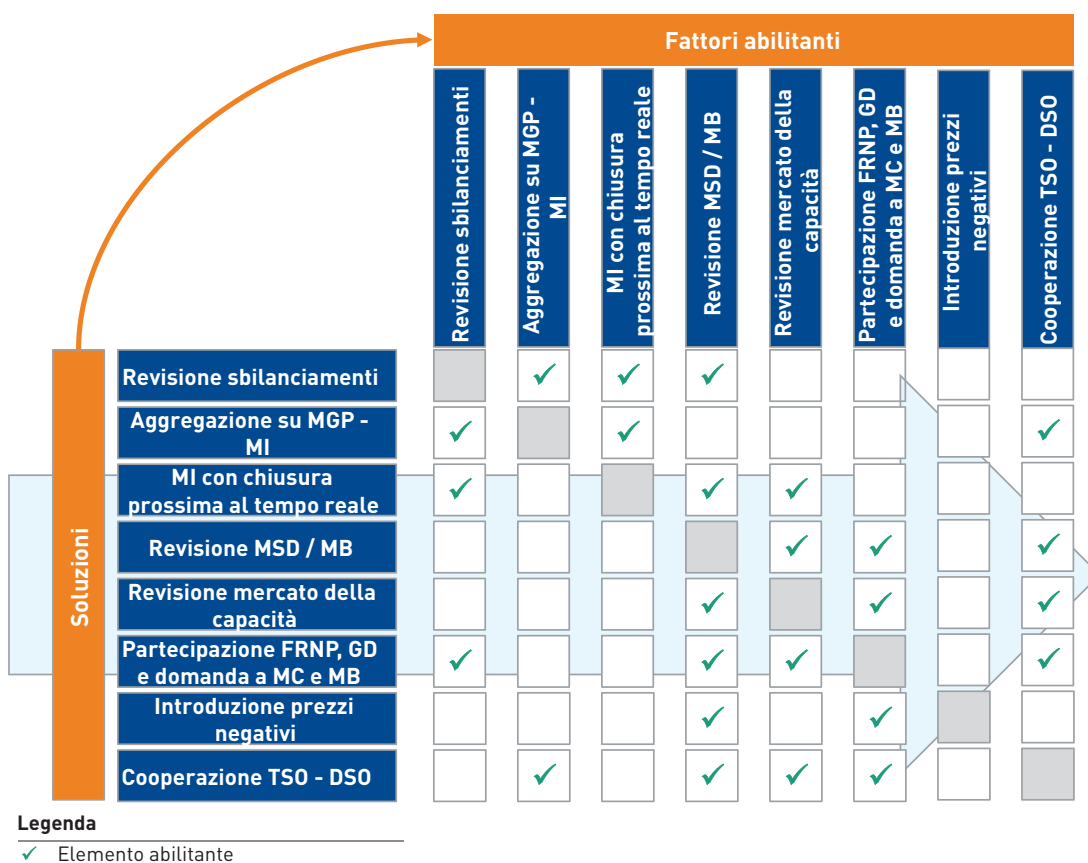 Fattori abilitanti
Revisione sbilanciamenti
Aggregazione su MGP -
MI
MI con chiusura
prossima al tempo reale
Revisione MSD / MB
Revisione mercato della
capacità
Partecipazione FRNP, GD
e domanda a MC e MB
Introduzione prezzi
negativi
Cooperazione TSO - DSO
Soluzioni
Revisione sbilanciamenti
✓ ✓ ✓
Aggregazione su MGP -
MI
✓ ✓ ✓
MI con chiusura
prossima al tempo reale
✓ ✓ ✓
Revisione MSD / MB
✓ ✓ ✓
Revisione mercato della
capacità
✓ ✓ ✓
Partecipazione FRNP, GD
e domanda a MC e MB
✓ ✓ ✓ ✓
Introduzione prezzi
negativi
✓ ✓
Cooperazione TSO - DSO
✓ ✓ ✓ ✓
Legenda
✓ Elemento abilitante